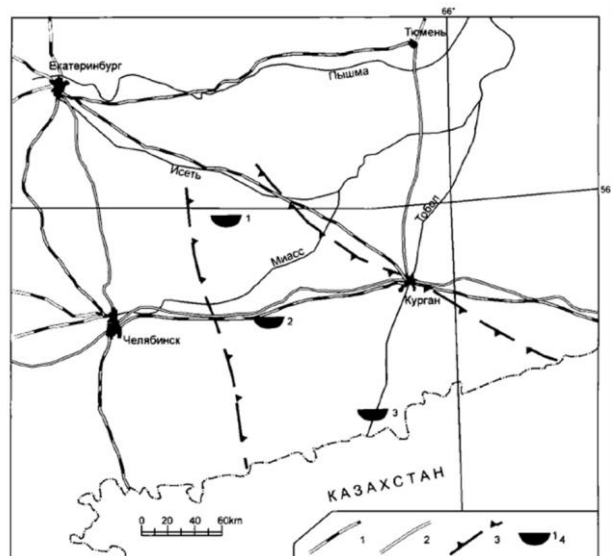 66°
Тюмень
Екатеринбург
Пышма
Исеть
56°
1
Тобол
Миасс
Курган
2
Челябинск
3
КАЗАХСТАН
0 20 40 60km
1 2 3 1 4